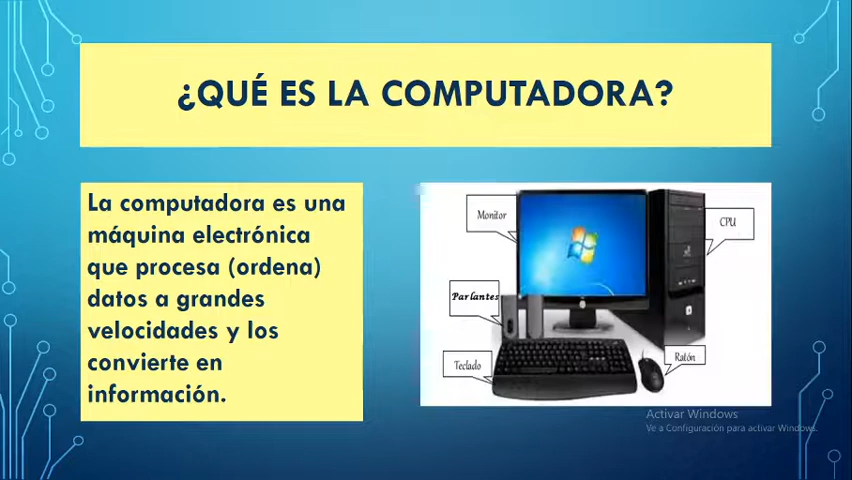 ¿QUÉ ES LA COMPUTADORA?
La computadora es una
máquina electrónica
que procesa (ordena)
datos a grandes
velocidades y los
convierte en
información.
Monitor
CPU
Parlantes
Teclado
Ratón
Activar Windows
Ve a Configuración para activar Windows.